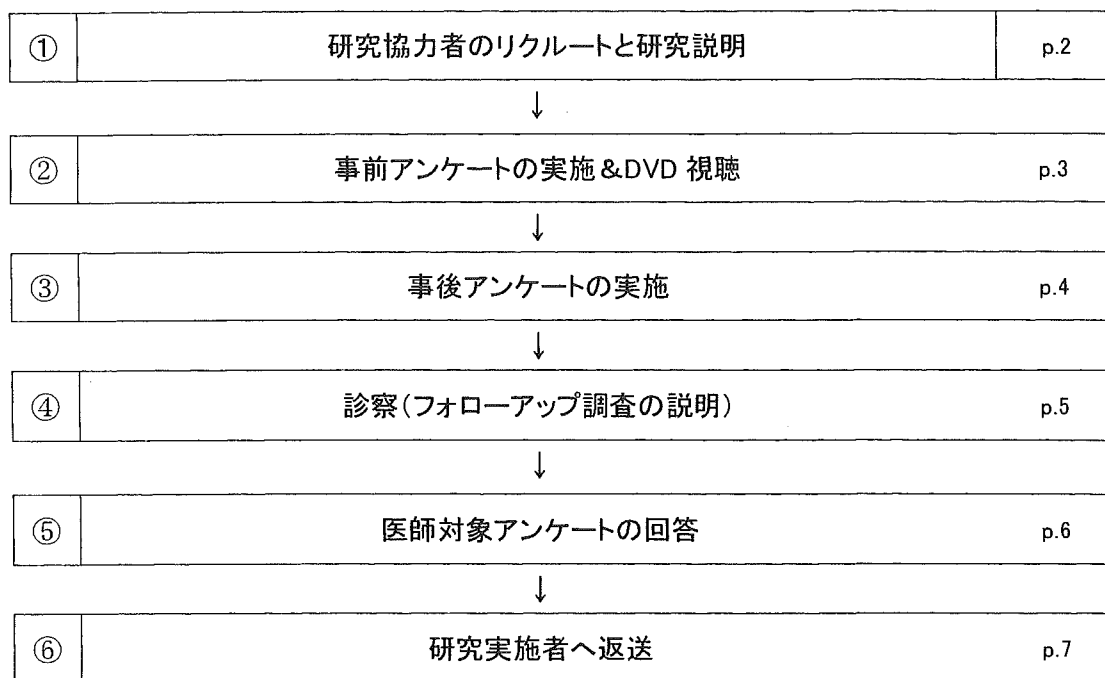 ① 研究協力者のリクルートと研究説明 p.2
↓
② 事前アンケートの実施&DVD 視聴 p.3
↓
③ 事後アンケートの実施 p.4
↓
④ 診察(フォローアップ調査の説明) p.5
↓
⑤ 医師対象アンケートの回答 p.6
↓
⑥ 研究実施者へ返送 p.7